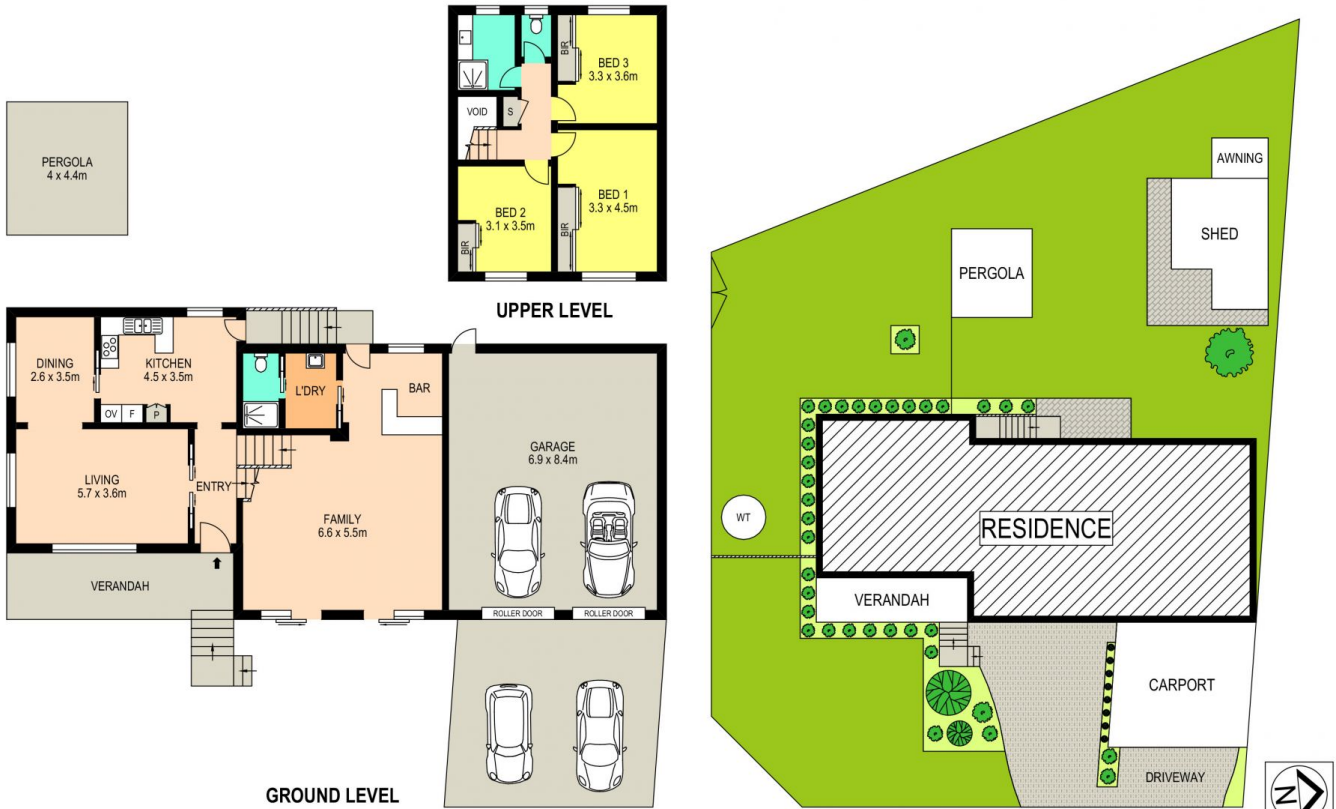 BIR
BED 3
3.3 x 3.6m
VOID
S
PERGOLA
4 x 4.4m
BED 2
3.1 x 3.5m
BIR
BIR
BED 1
3.3 x 4.5m
UPPER LEVEL
DINING
2.6 x 3.5m
KITCHEN
4.5 x 3.5m
OV
F
P
L'DRY
BAR
LIVING
5.7 x 3.6m
ENTRY
FAMILY
6.6 x 5.5m
GARAGE
6.9 x 8.4m
VERANDAH
ROLLER DOOR
ROLLER DOOR
GROUND LEVEL
AWNING
SHED
PERGOLA
WT
RESIDENCE
VERANDAH
CARPORT
DRIVEWAY
N